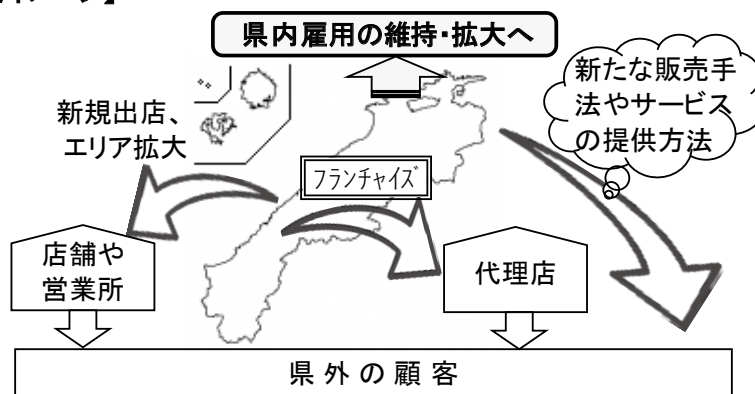 県内雇用の維持・拡大へ
新たな販売手
法やサービス
の提供方法
新規出店、
エリア拡大
フランチャイズ
店舗や
営業所
代理店
県外の顧客